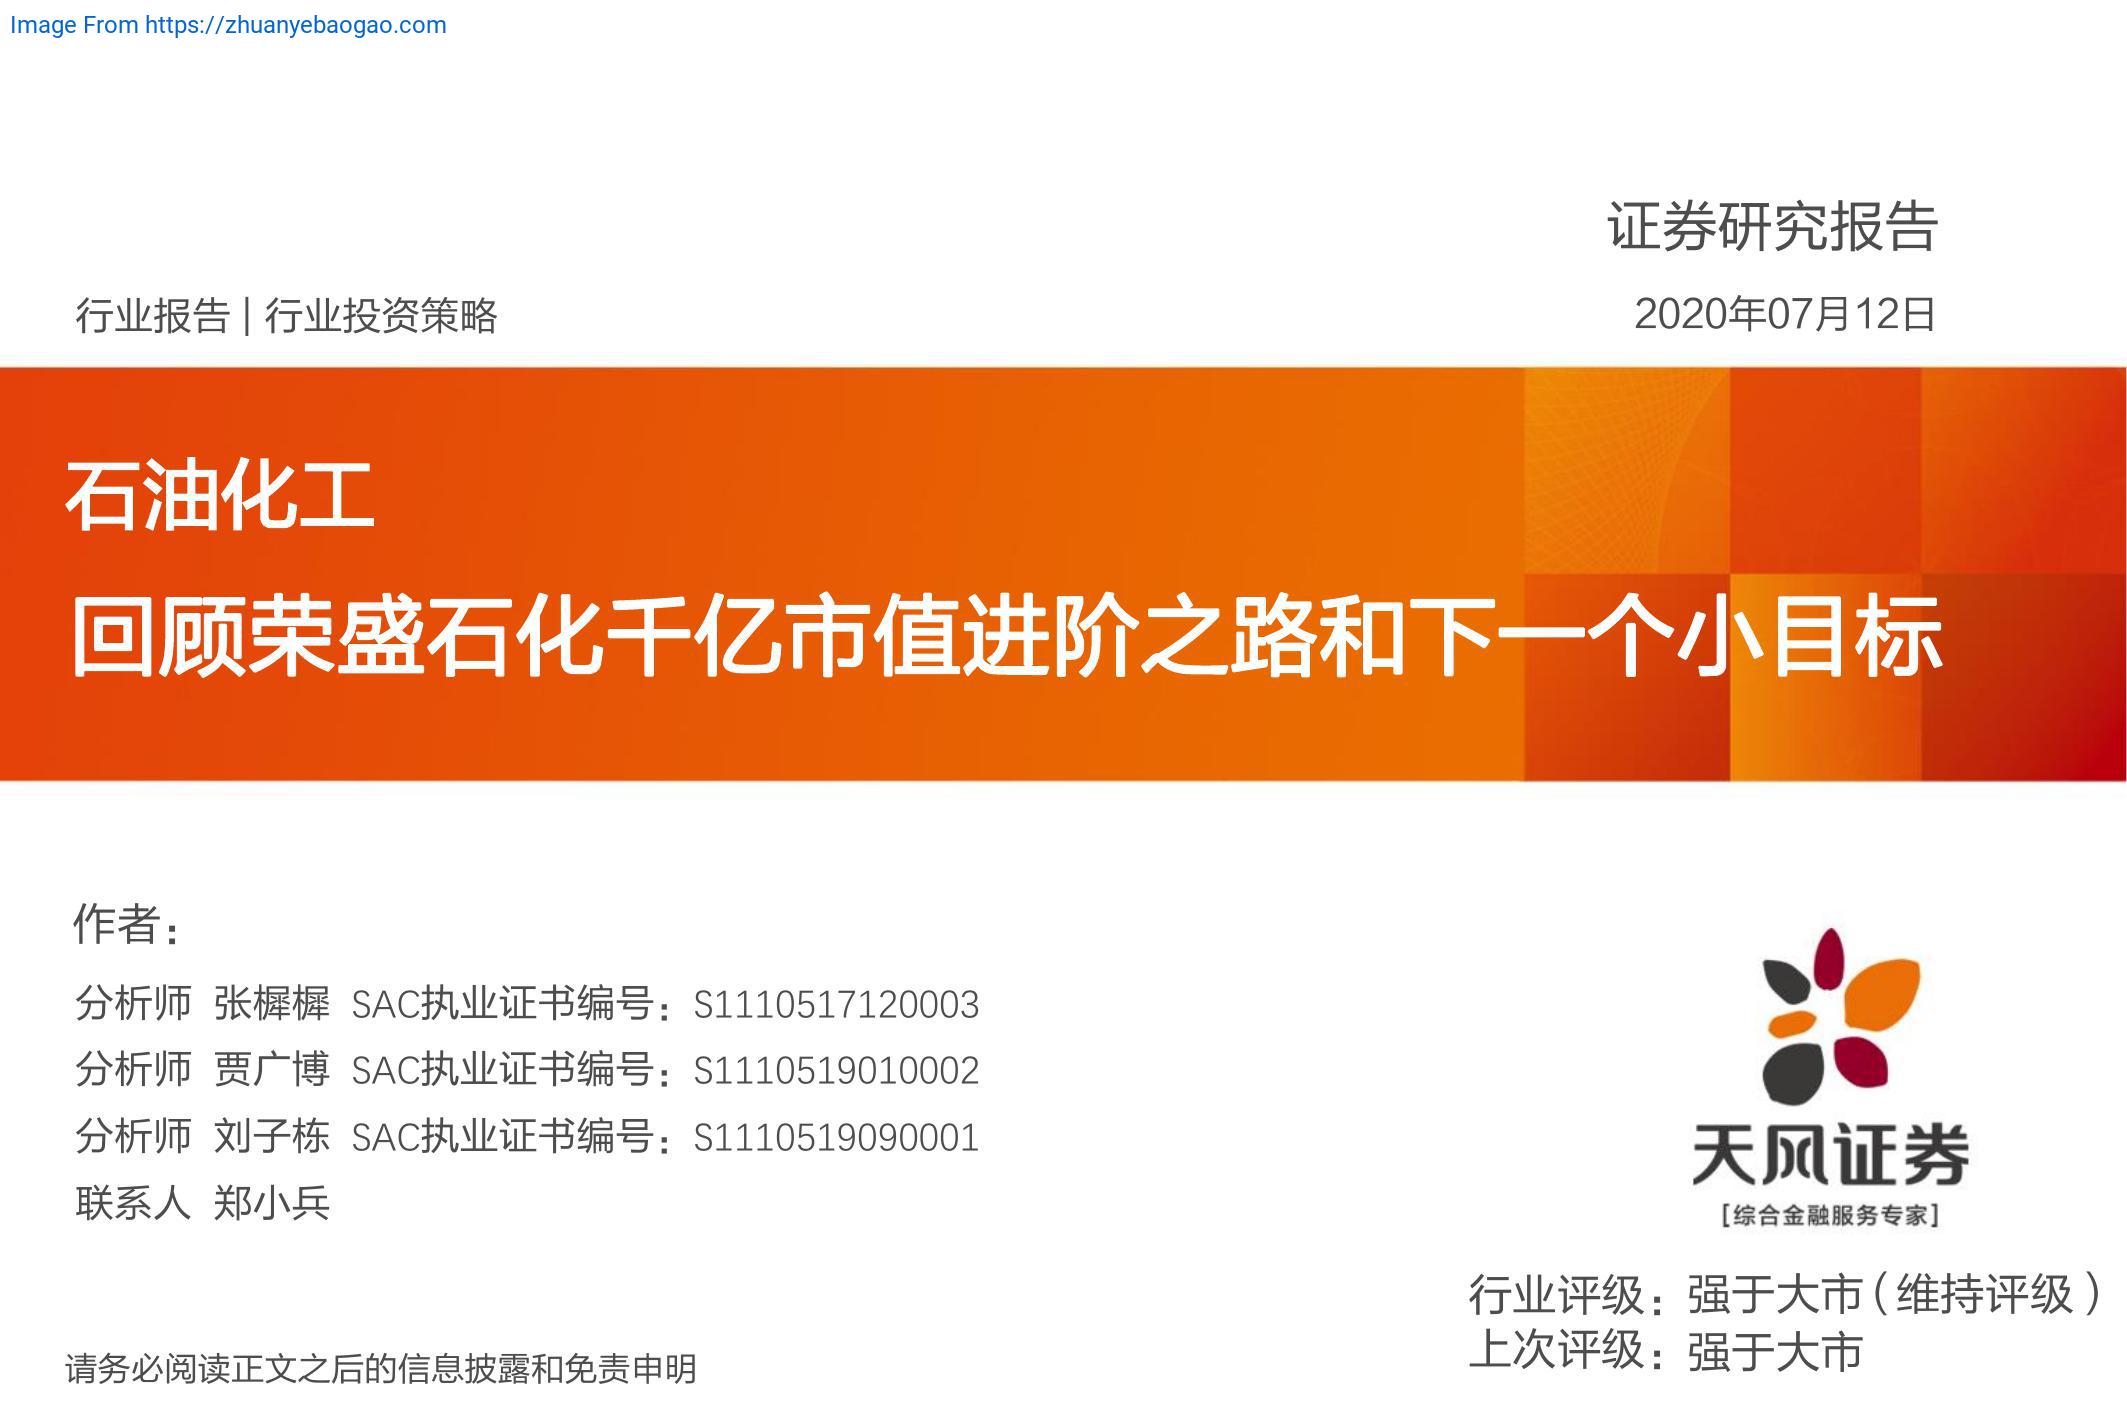 Image From https://zhuanyebaogao.com
证券研究报告
行业报告 | 行业投资策略
2020年07月12日
石油化工
回顾荣盛石化千亿市值进阶之路和下一个小目标
作者：
分析师 张樨樨 SAC执业证书编号：S1110517120003
分析师 贾广博 SAC执业证书编号：S1110519010002
分析师 刘子栋 SAC执业证书编号：S1110519090001
联系人 郑小兵
天风证券
[综合金融服务专家]
行业评级：强于大市（维持评级）
上次评级：强于大市
请务必阅读正文之后的信息披露和免责申明